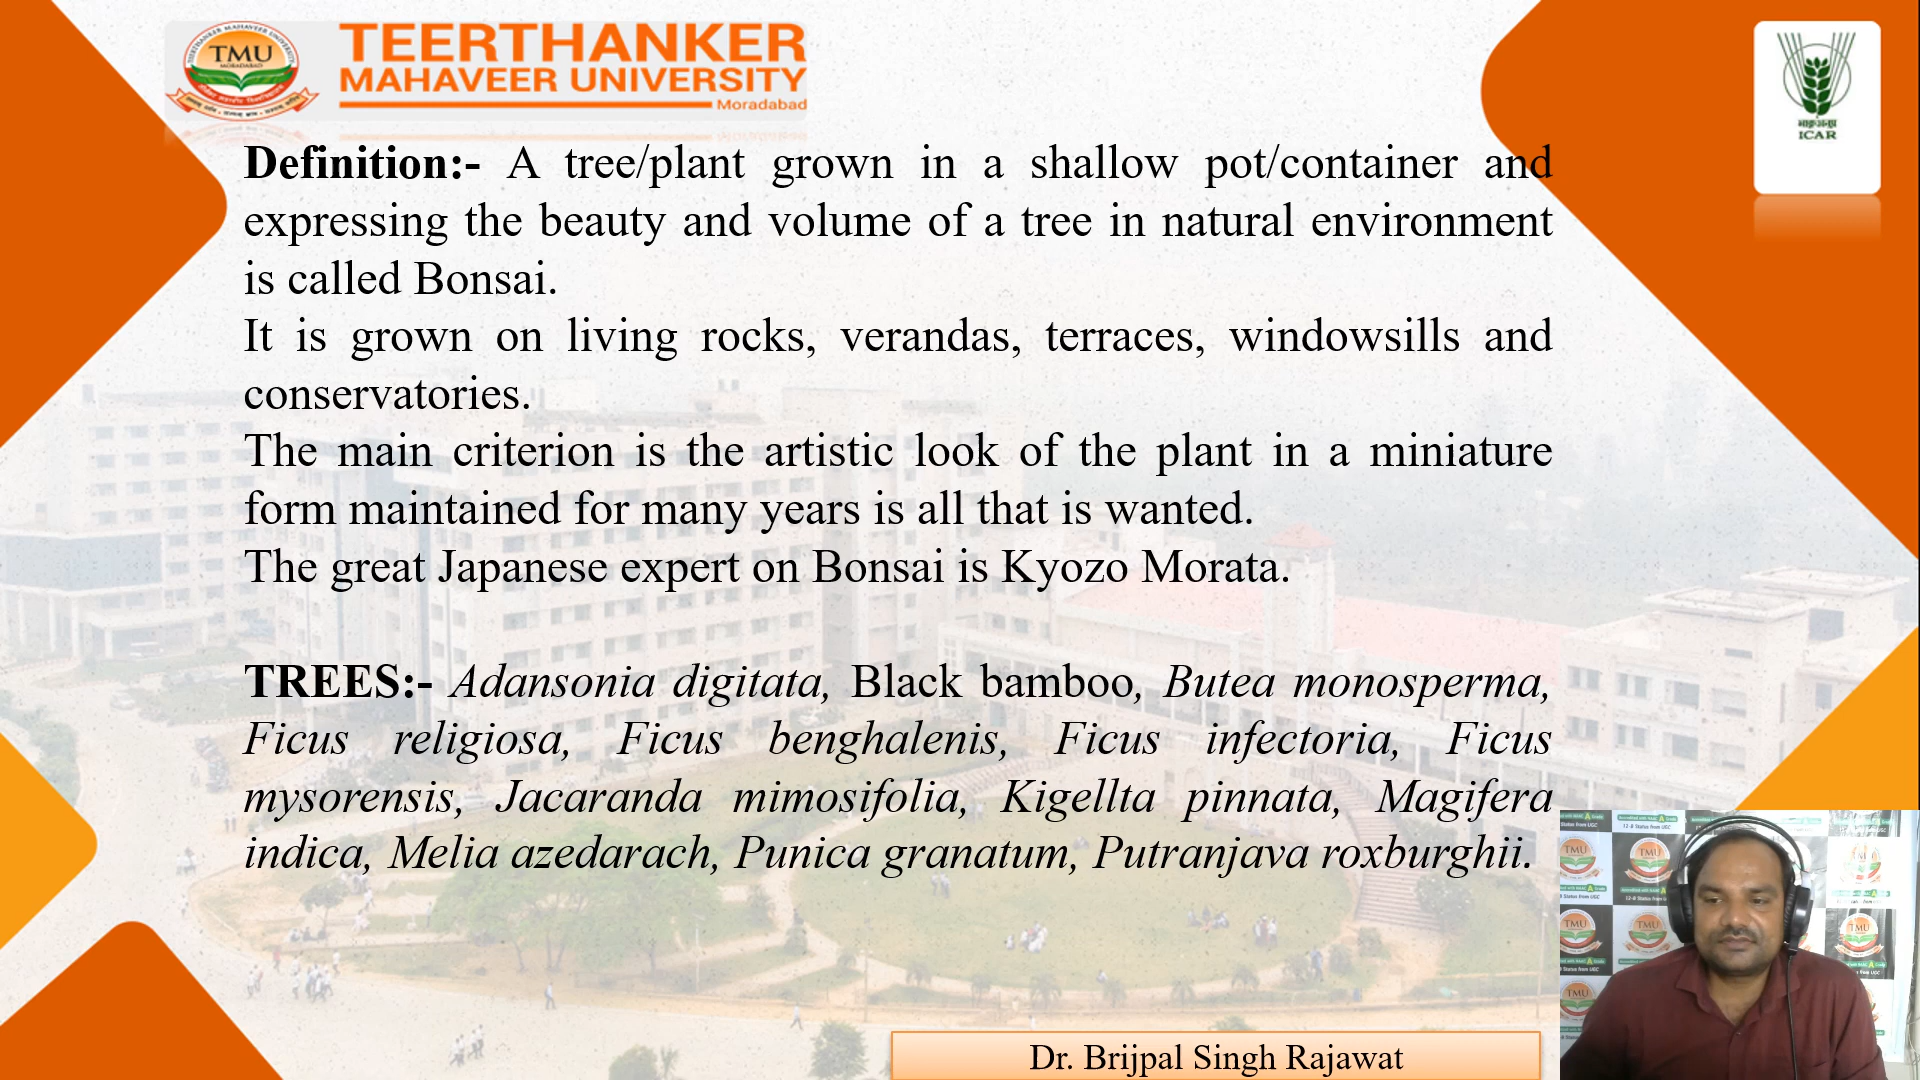 TMU
MORADABAD
TEERTHANKER
MAHAVEER UNIVERSITY
Moradabad
ICAR
Definition:- A tree/plant grown in a shallow pot/container and
expressing the beauty and volume of a tree in natural environment
is called Bonsai.
It is grown on living rocks, verandas, terraces, windowsills and
conservatories.
The main criterion is the artistic look of the plant in a miniature
form maintained for many years is all that is wanted.
The great Japanese expert on Bonsai is Kyozo Morata.
TREES:- Adansonia digitata, Black bamboo, Butea monosperma,
Ficus religiosa, Ficus benghalenis, Ficus infectoria, Ficus
mysorensis, Jacaranda mimosifolia, Kigellta pinnata, Magifera
indica, Melia azedarach, Punica granatum, Putranjava roxburghii.
Dr. Brijpal Singh Rajawat